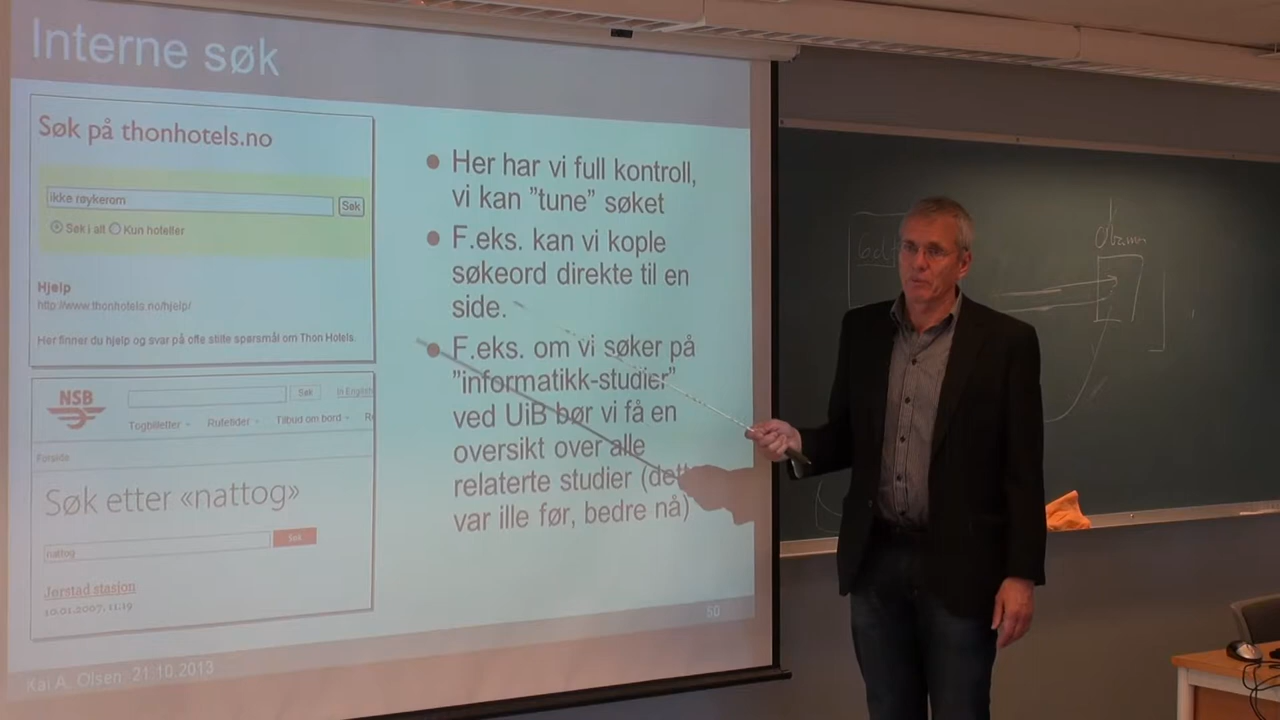 Interne søk
Søk på thonhotels.no
ikke røykerom
Søk
Søk i alt Kun hoteller
Hjelp
http://www.thonhotels.no/hjelp/
Her finner du hjelp og svar på ofte stilte spørsmål om Thon Hotels.
NSB
Søk
In English
Togbilletter
Rutetider
Tilbud om bord
Forside
Søk etter «nattog»
nattog
Søk
Jørstad stasjon
10.01.2007, 11.19
Her har vi full kontroll,
vi kan ”tune” søket
F.eks. kan vi kople
søkeord direkte til en
side.
F.eks. om vi søker på
”informatikk-studier”
ved UiB bør vi få en
oversikt over alle
relaterte studier (dett
var ille før, bedre nå)
Kai A. Olsen, 21.10.2013
50
Obama